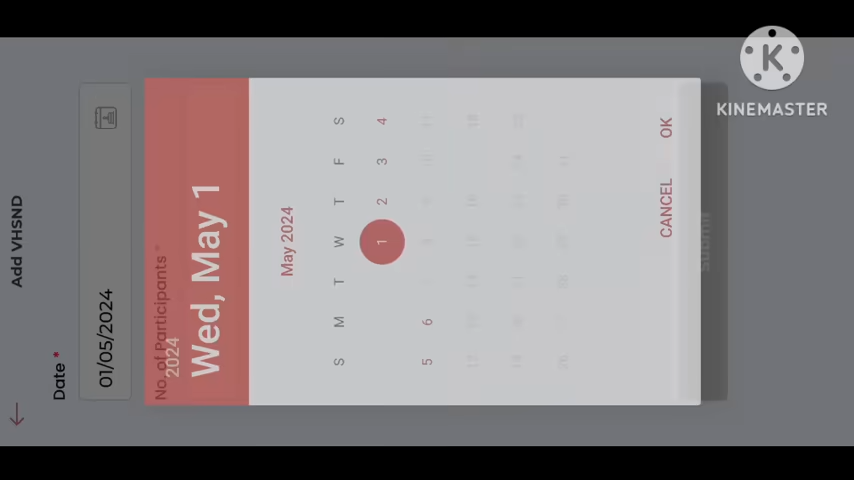 KINEMASTER
Add VHSND
Date *
01/05/2024
No. of Participants *
2024
Wed, May 1
May 2024
S M T W T F S
1 2 3 4
5 6
CANCEL OK
Submit